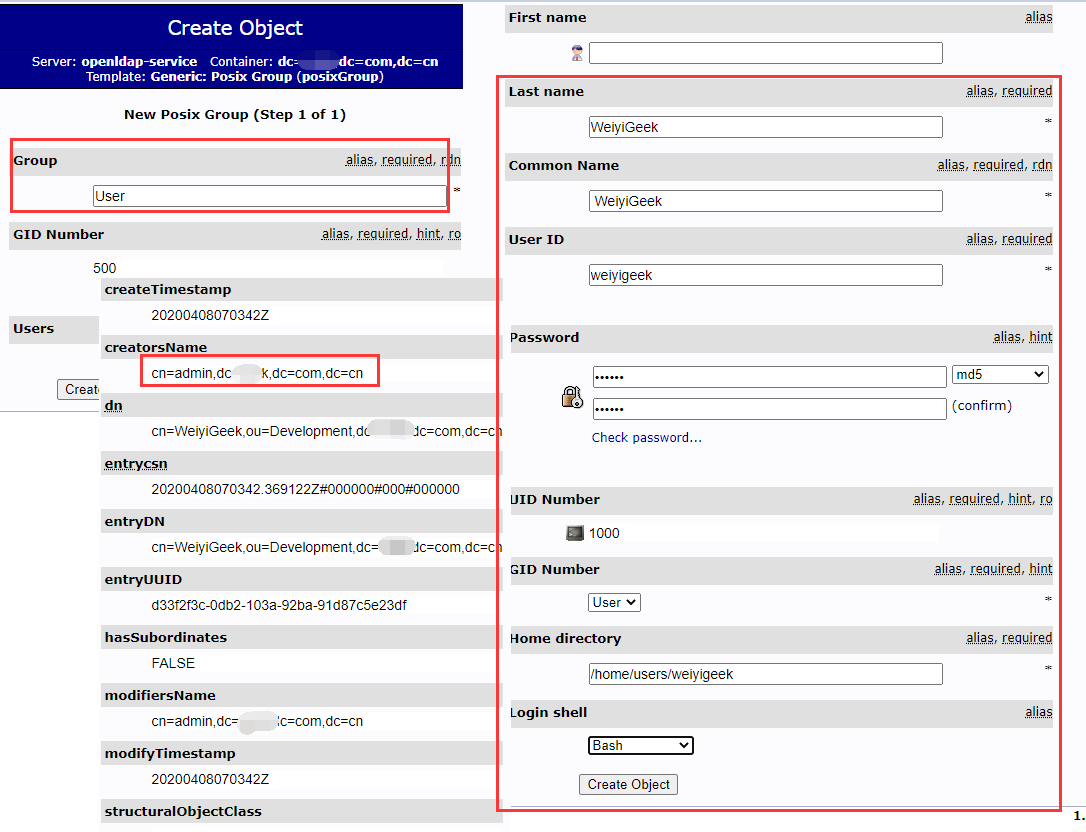 Create Object
Server: openldap-service Container: dc= dc=com,dc=cn
Template: Generic: Posix Group (posixGroup)
New Posix Group (Step 1 of 1)
Group alias, required, rdn
User *
GID Number alias, required, hint, ro
500
Users
createTimestamp
20200408070342Z
creatorsName
cn=admin,dc k,dc=com,dc=cn
dn
cn=WeiyiGeek,ou=Development,dc dc=com,dc=cn
entrycsn
20200408070342.369122Z#000000#000#000000
entryDN
cn=WeiyiGeek,ou=Development,dc= dc=com,dc=cn
entryUUID
d33f2f3c-0db2-103a-92ba-91d87c5e23df
hasSubordinates
FALSE
modifiersName
cn=admin,dc= c=com,dc=cn
modifyTimestamp
20200408070342Z
structuralObjectClass
First name alias
Last name alias, required
WeiyiGeek *
Common Name alias, required, rdn
WeiyiGeek *
User ID alias, required
weiyigeek *
Password alias, hint
•••••• md5
•••••• (confirm)
Check password...
UID Number alias, required, hint, ro
1000
GID Number alias, required, hint
User *
Home directory alias, required
/home/users/weiyigeek *
Login shell alias
Bash
Create Object
1.